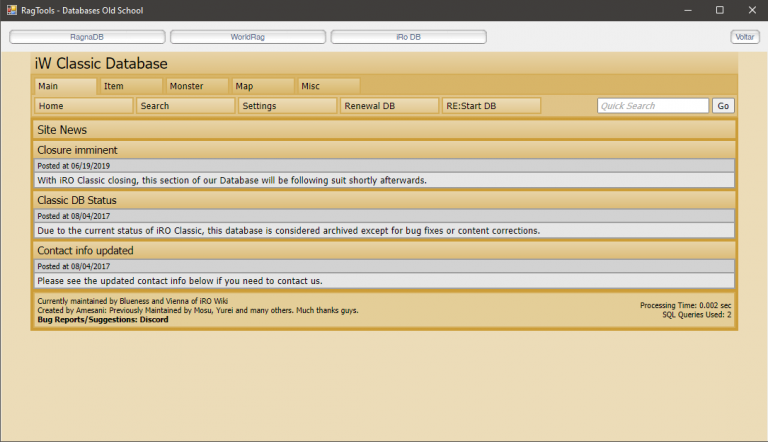 RagTools - Databases Old School
RagnaDB
WorldRag
iRo DB
Voltar
iW Classic Database
Main
Item
Monster
Map
Misc
Home
Search
Settings
Renewal DB
RE:Start DB
Quick Search
Go
Site News
Closure imminent
Posted at 06/19/2019
With iRO Classic closing, this section of our Database will be following suit shortly afterwards.
Classic DB Status
Posted at 08/04/2017
Due to the current status of iRO Classic, this database is considered archived except for bug fixes or content corrections.
Contact info updated
Posted at 08/04/2017
Please see the updated contact info below if you need to contact us.
Currently maintained by Blueness and Vienna of iRO Wiki
Created by Amesani: Previously Maintained by Mosu, Yurei and many others. Much thanks guys.
Bug Reports/Suggestions: Discord
Processing Time: 0.002 sec
SQL Queries Used: 2